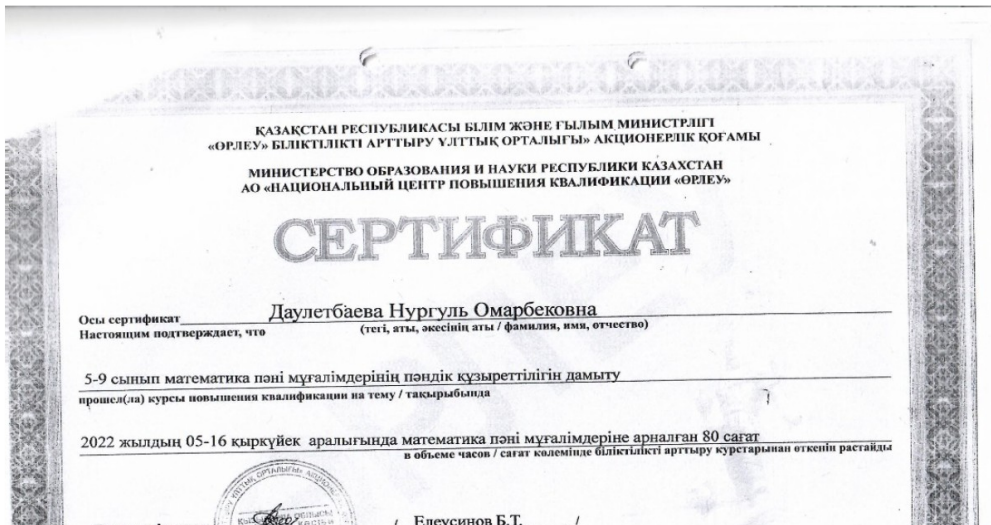 ҚАЗАҚСТАН РЕСПУБЛИКАСЫ БІЛІМ ЖӘНЕ ҒЫЛЫМ МИНИСТРЛІГІ
«ӨРЛЕУ» БІЛІКТІЛІКТІ АРТТЫРУ ҰЛТТЫҚ ОРТАЛЫҒЫ» АКЦИОНЕРЛІК ҚОҒАМЫ
МИНИСТЕРСТВО ОБРАЗОВАНИЯ И НАУКИ РЕСПУБЛИКИ КАЗАХСТАН
АО «НАЦИОНАЛЬНЫЙ ЦЕНТР ПОВЫШЕНИЯ КВАЛИФИКАЦИИ «ӨРЛЕУ»
СЕРТИФИКАТ
Осы сертификат Даулетбаева Нургуль Омарбековна
Настоящим подтверждает, что (тегі, аты, әкесінің аты / фамилия, имя, отчество)
5-9 сынып математика пәні мұғалімдерінің пәндік құзыреттілігін дамыту
прошел(ла) курсы повышения квалификации на тему / тақырыбында
2022 жылдың 05-16 қыркүйек аралығында математика пәні мұғалімдеріне арналған 80 сағат
в объеме часов / сағат көлемінде біліктілікті арттыру курстарынан өткенін растайды
ҰЛТТЫҚ ОРТАЛЫҒЫ
/ Елеусинов Б.Т. /